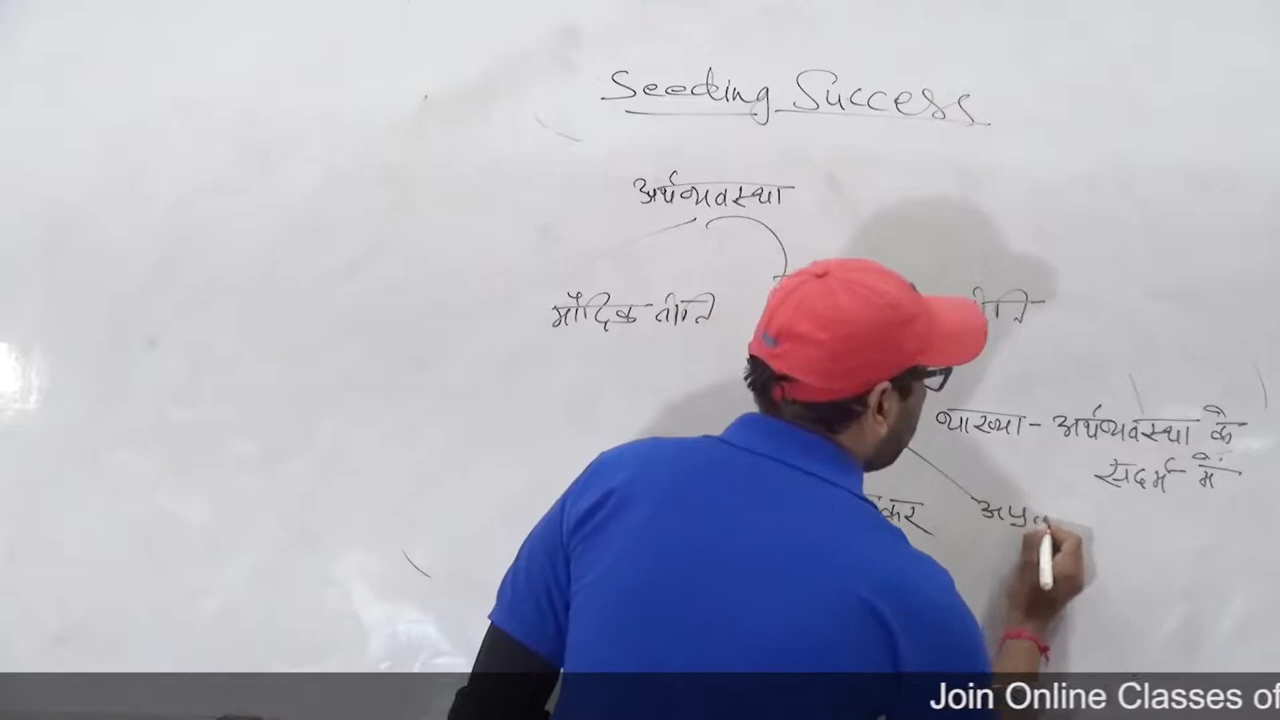 Seeding Success
अर्थव्यवस्था
मौद्रिक नीति
व्याख्या - अर्थव्यवस्था के
संदर्भ में
Join Online Classes of